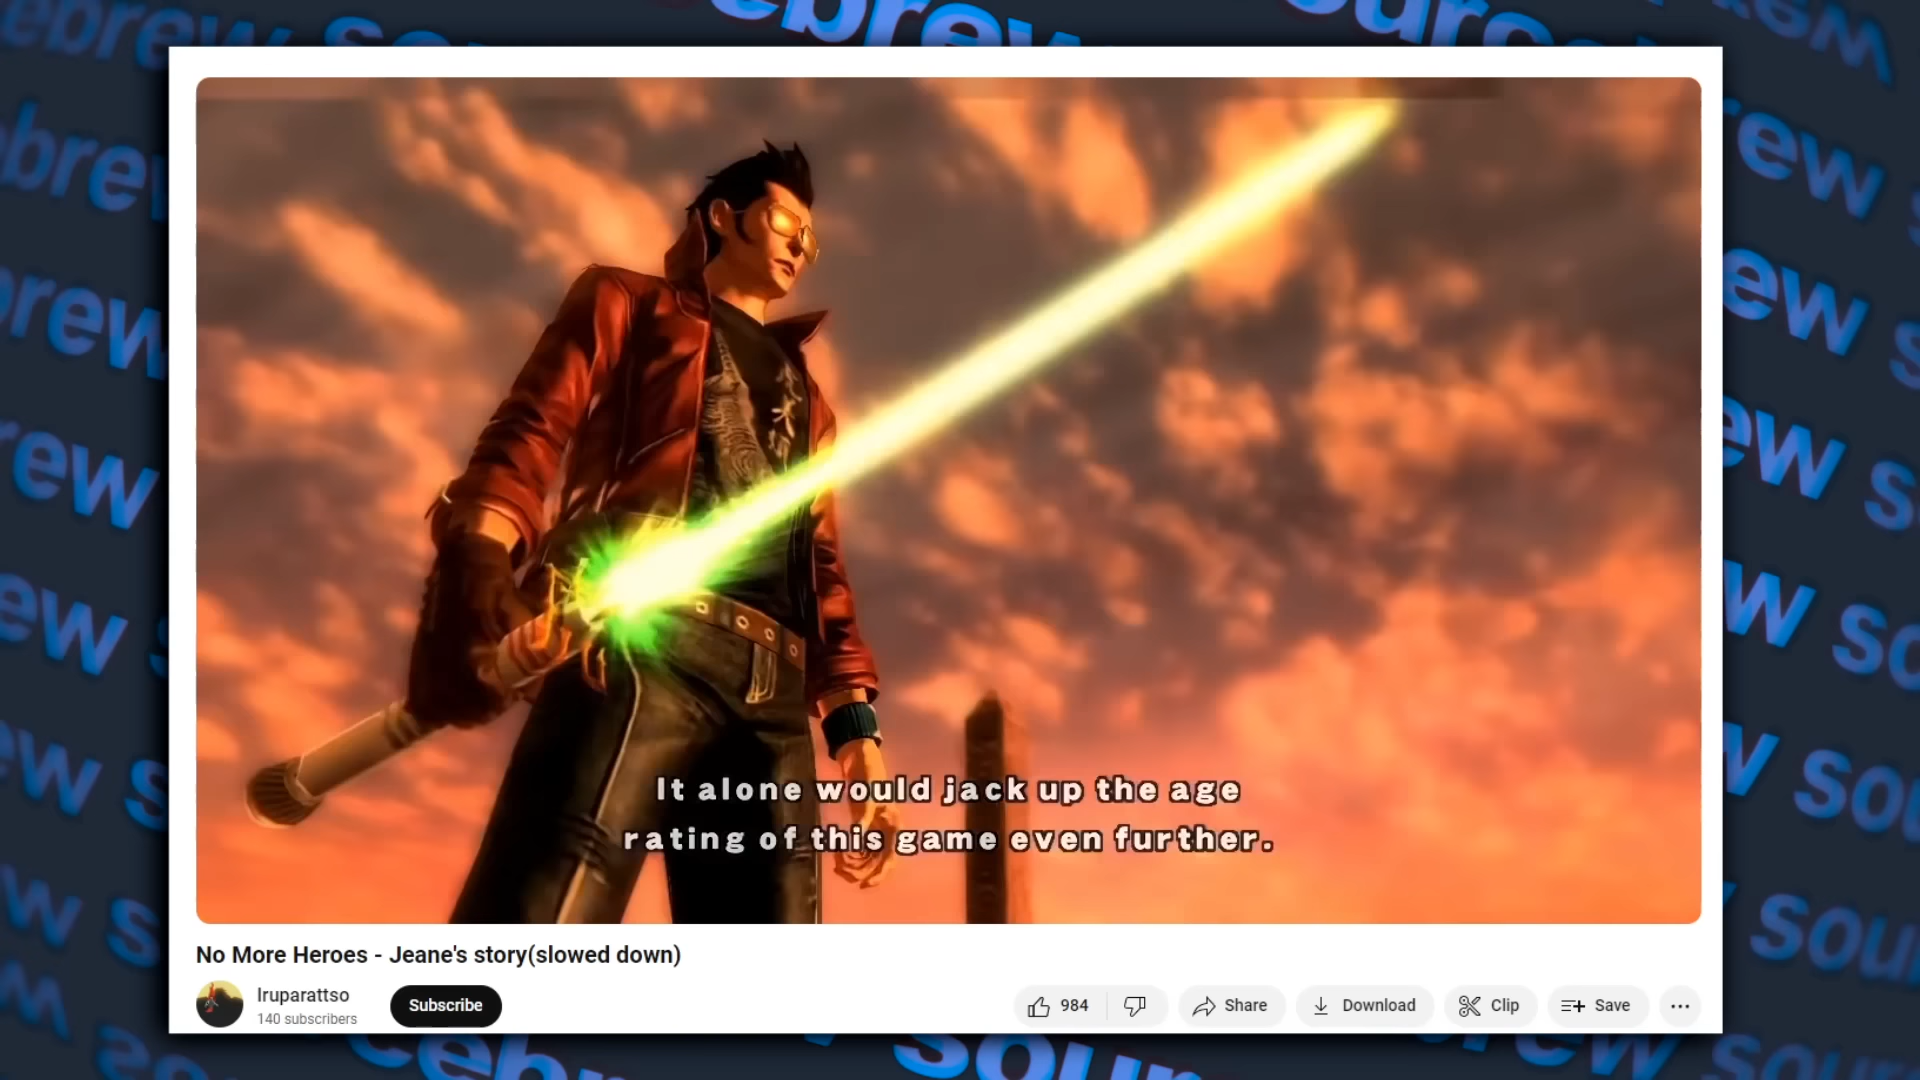 It alone would jack up the age
rating of this game even further.
No More Heroes - Jeane's story(slowed down)
Iruparattso
140 subscribers
Subscribe
984
Share
Download
Clip
Save